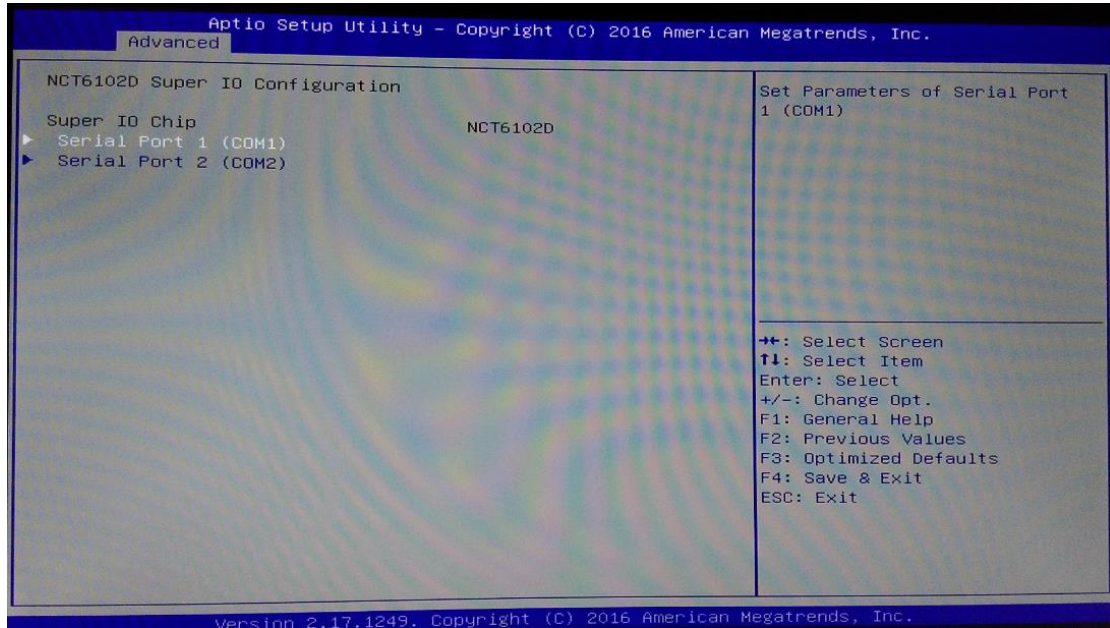 Aptio Setup Utility – Copyright (C) 2016 American Megatrends, Inc.
Advanced
NCT6102D Super IO Configuration
Super IO Chip NCT6102D
▶ Serial Port 1 (COM1)
▶ Serial Port 2 (COM2)
Set Parameters of Serial Port
1 (COM1)
→←: Select Screen
↑↓: Select Item
Enter: Select
+/-: Change Opt.
F1: General Help
F2: Previous Values
F3: Optimized Defaults
F4: Save & Exit
ESC: Exit
Version 2.17.1249. Copyright (C) 2016 American Megatrends, Inc.